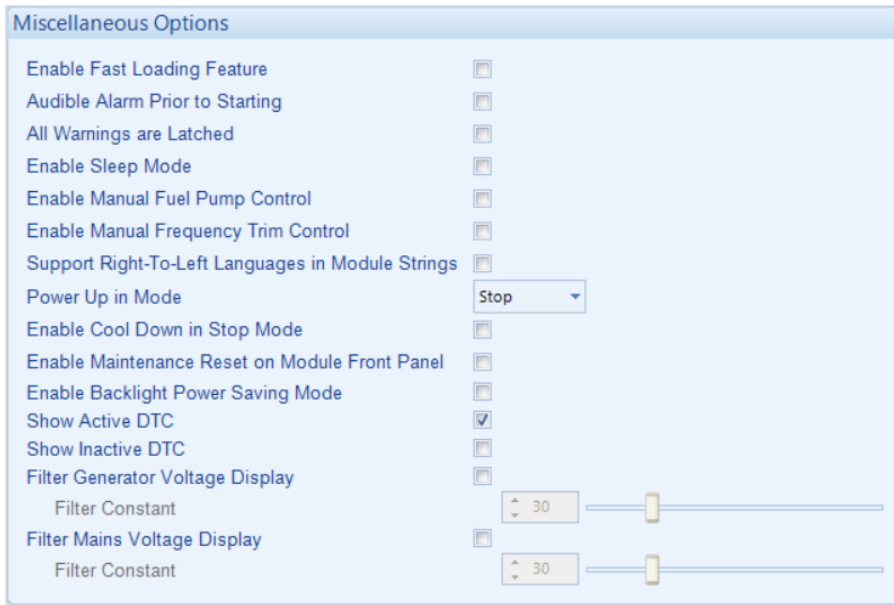 Miscellaneous Options
Enable Fast Loading Feature
Audible Alarm Prior to Starting
All Warnings are Latched
Enable Sleep Mode
Enable Manual Fuel Pump Control
Enable Manual Frequency Trim Control
Support Right-To-Left Languages in Module Strings
Power Up in Mode Stop
Enable Cool Down in Stop Mode
Enable Maintenance Reset on Module Front Panel
Enable Backlight Power Saving Mode
Show Active DTC
Show Inactive DTC
Filter Generator Voltage Display
Filter Constant 30
Filter Mains Voltage Display
Filter Constant 30